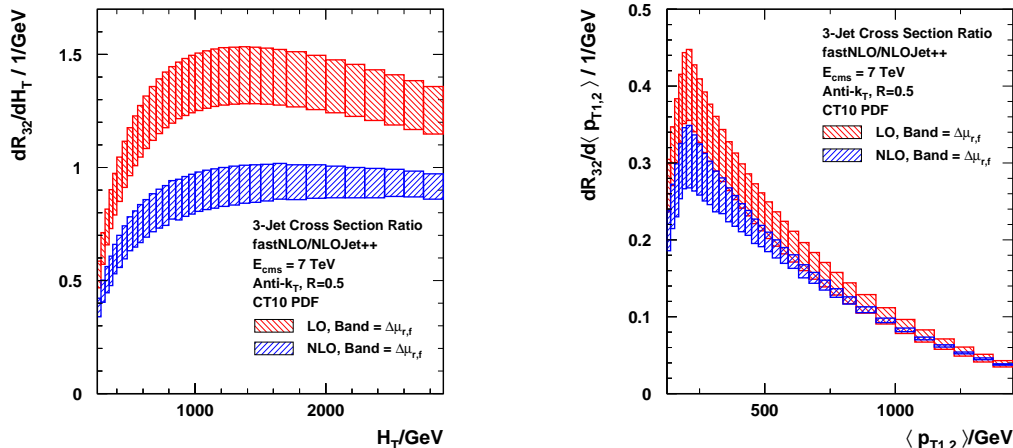 dR32/dHT / 1/GeV
1.5
1
0.5
0
3-Jet Cross Section Ratio
fastNLO/NLOJet++
Ecms = 7 TeV
Anti-kT, R=0.5
CT10 PDF
LO, Band = Δμr,f
NLO, Band = Δμr,f
1000
2000
HT/GeV
dR32/d⟨ pT1,2 ⟩ / 1/GeV
0.5
0.4
0.3
0.2
0.1
0
3-Jet Cross Section Ratio
fastNLO/NLOJet++
Ecms = 7 TeV
Anti-kT, R=0.5
CT10 PDF
LO, Band = Δμr,f
NLO, Band = Δμr,f
500
1000
⟨ pT1,2 ⟩/GeV